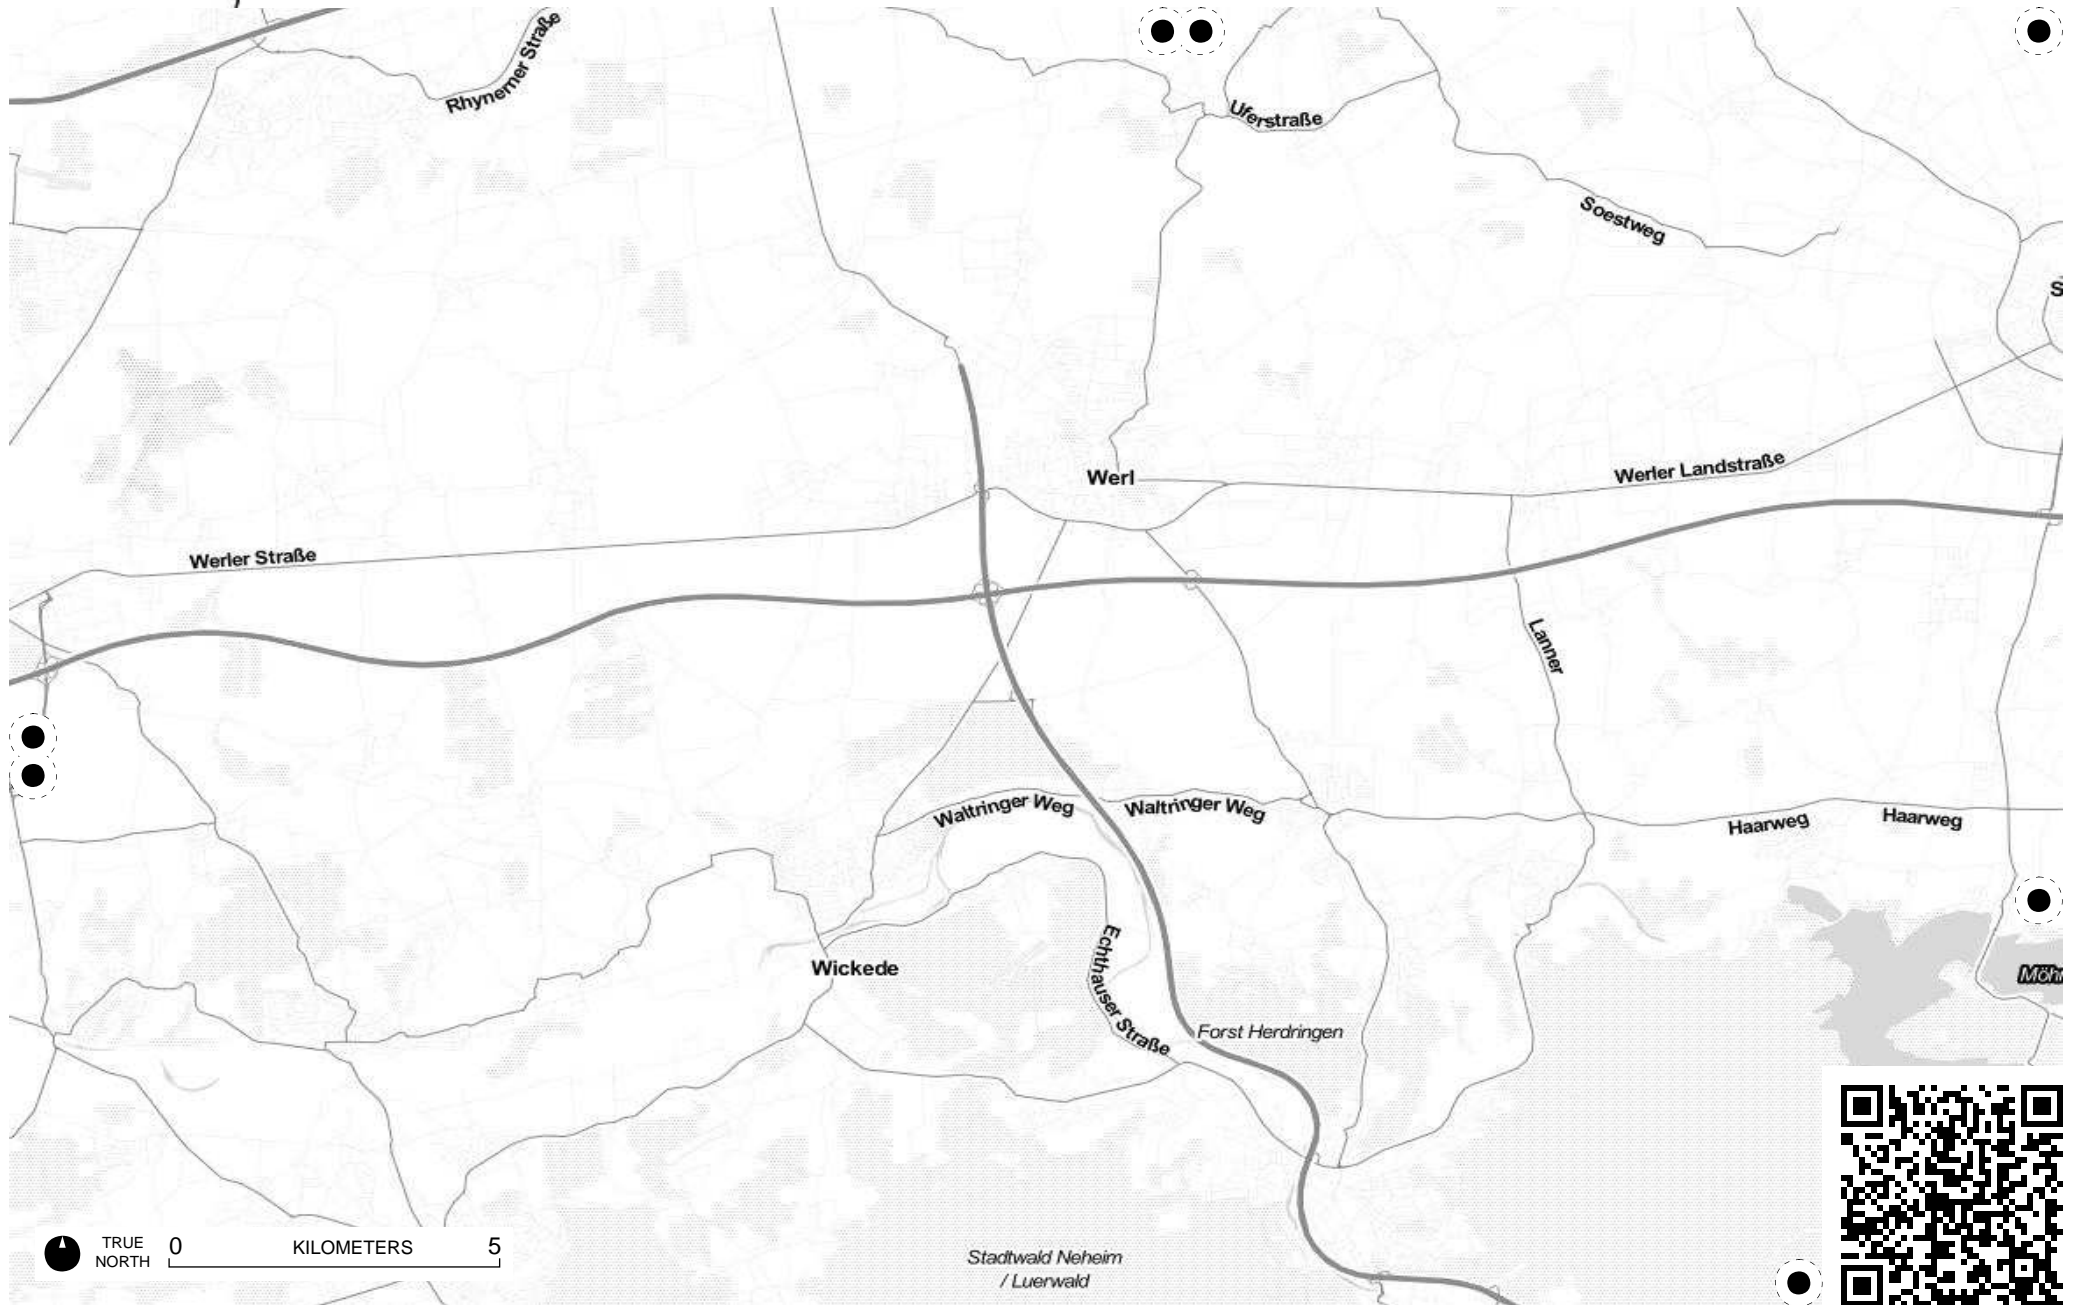 Rhynerner Straße
Uferstraße
Soestweg
S
Werl
Werler Landstraße
Werler Straße
Lanner
Waltringer Weg
Waltringer Weg
Haarweg
Haarweg
Echthauser Straße
Wickede
Möhn
Forst Herdringen
TRUE
NORTH
0 KILOMETERS 5
Stadtwald Neheim
/ Luerwald